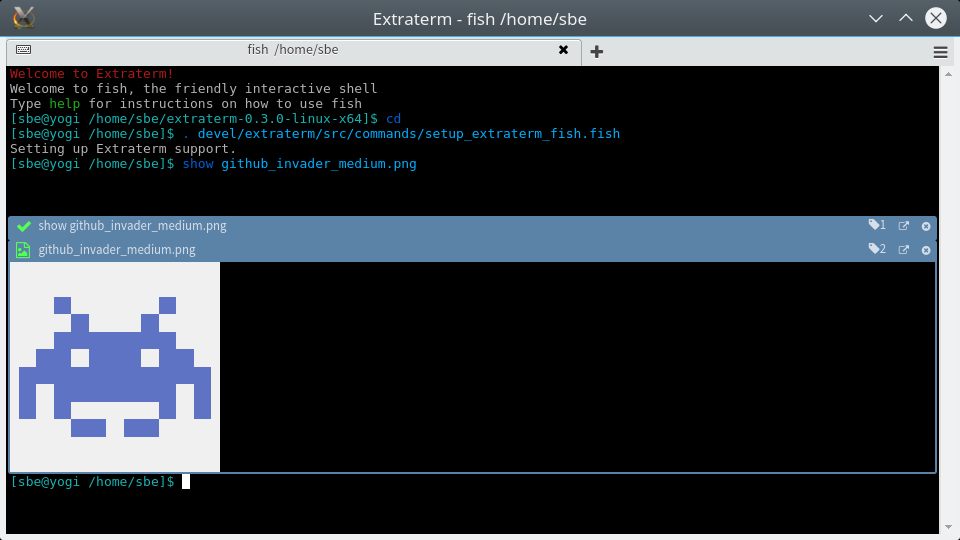 Extraterm - fish /home/sbe
fish /home/sbe
Welcome to Extraterm!
Welcome to fish, the friendly interactive shell
Type help for instructions on how to use fish
[sbe@yogi /home/sbe/extraterm-0.3.0-linux-x64]$ cd
[sbe@yogi /home/sbe]$ . devel/extraterm/src/commands/setup_extraterm_fish.fish
Setting up Extraterm support.
[sbe@yogi /home/sbe]$ show github_invader_medium.png
show github_invader_medium.png 1
github_invader_medium.png 2
[sbe@yogi /home/sbe]$